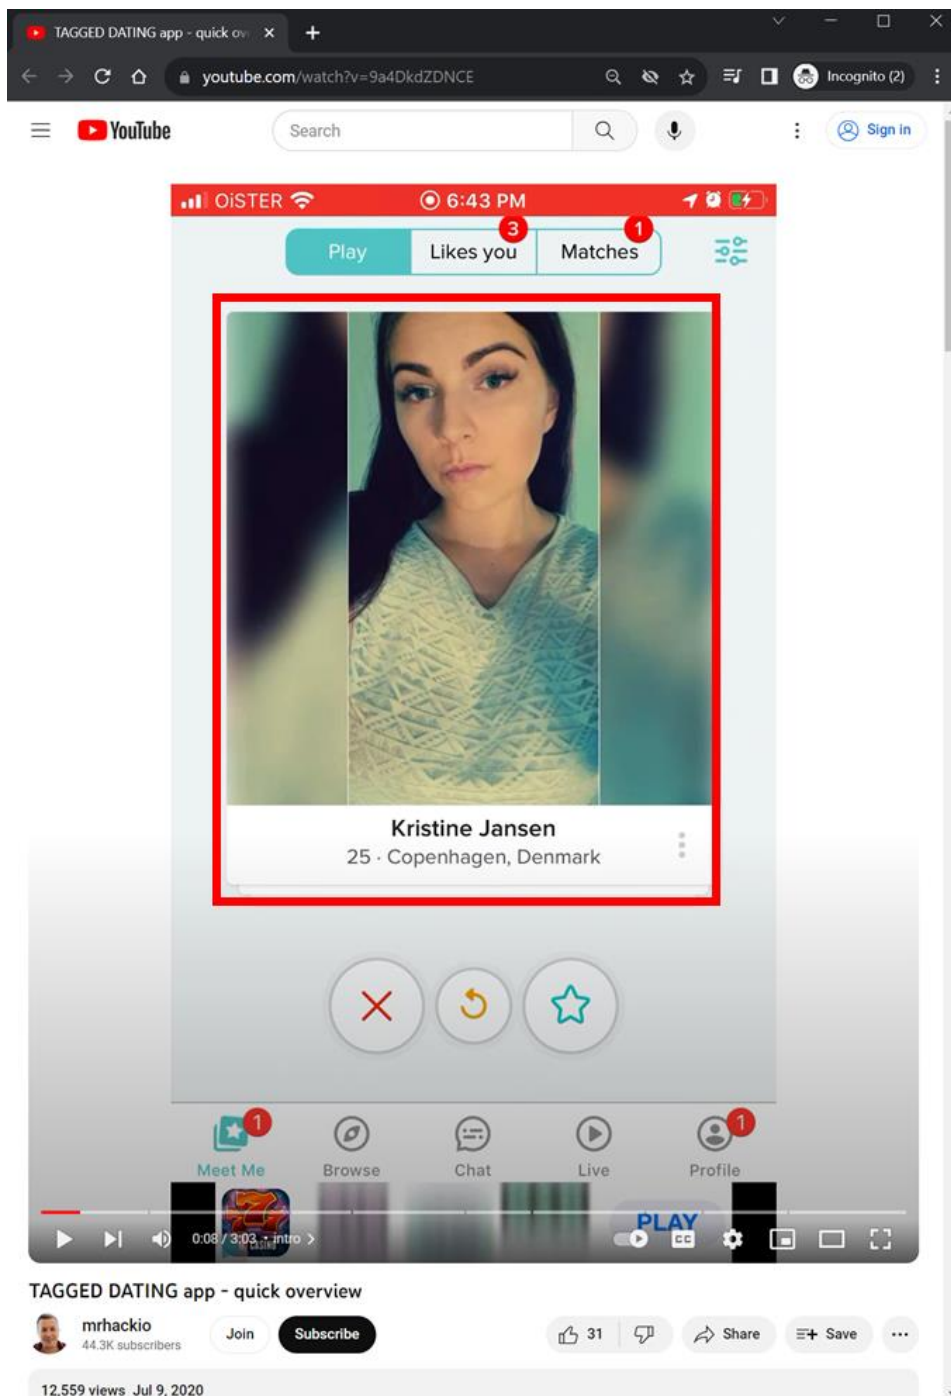 TAGGED DATING app - quick ov
youtube.com/watch?v=9a4DkdZDNCE
Incognito (2)
YouTube
Search
Sign in
OiSTER
6:43 PM
Play
Likes you
3
Matches
1
Kristine Jansen
25 · Copenhagen, Denmark
1
1
Meet Me
Browse
Chat
Live
Profile
777
CASINO
PLAY
0:08 / 3:03 • intro >
CC
TAGGED DATING app - quick overview
mrhackio
44.3K subscribers
Join
Subscribe
31
Share
Save
12,559 views Jul 9, 2020